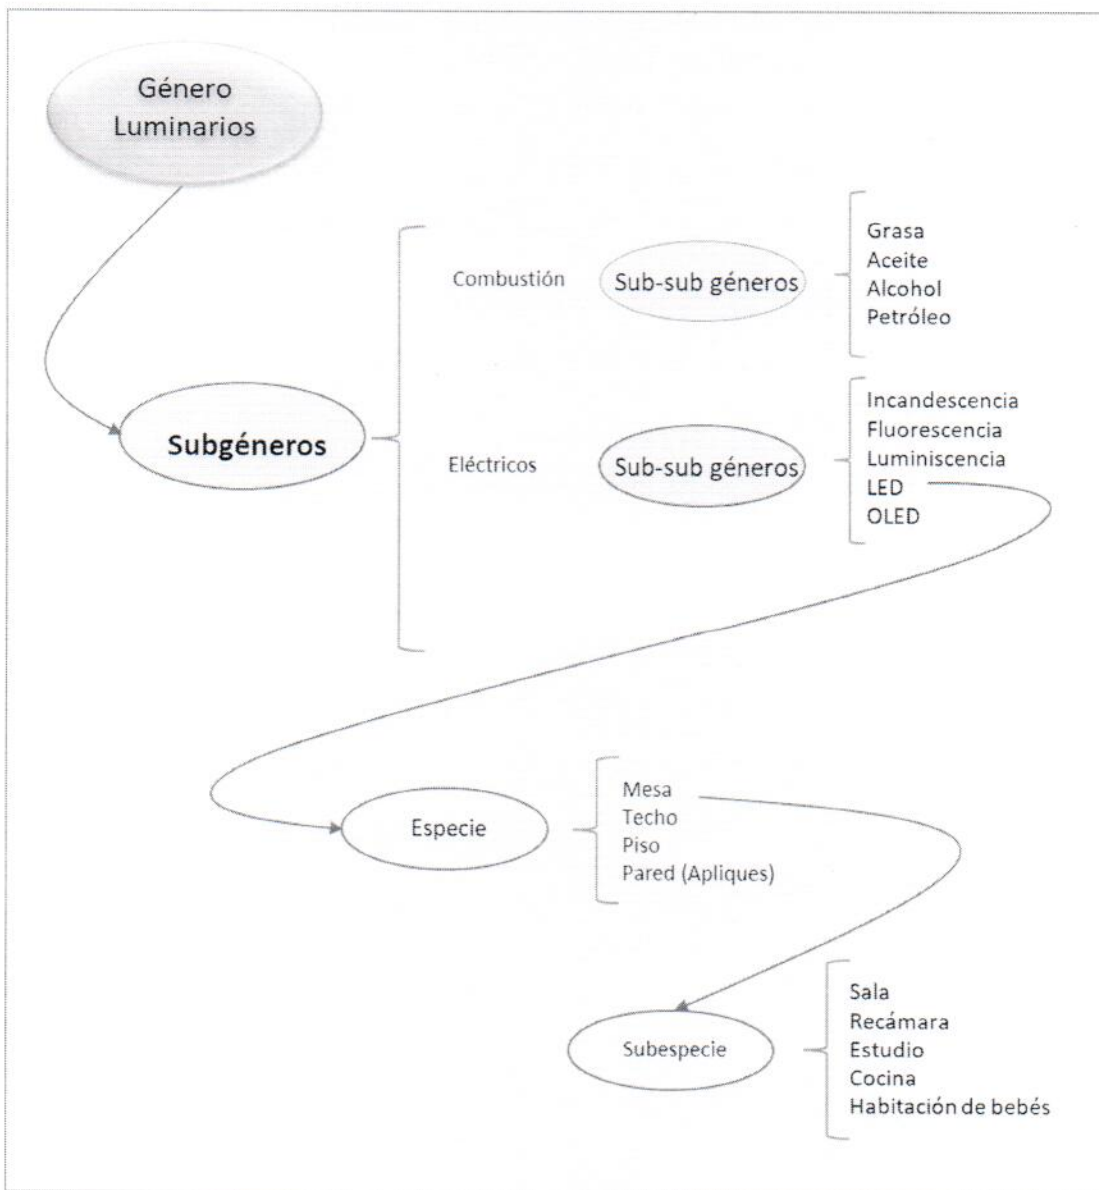 Género
Luminarios
Combustión
Sub-sub géneros
Grasa
Aceite
Alcohol
Petróleo
Subgéneros
Eléctricos
Sub-sub géneros
Incandescencia
Fluorescencia
Luminiscencia
LED
OLED
Especie
Mesa
Techo
Piso
Pared (Apliques)
Subespecie
Sala
Recámara
Estudio
Cocina
Habitación de bebés